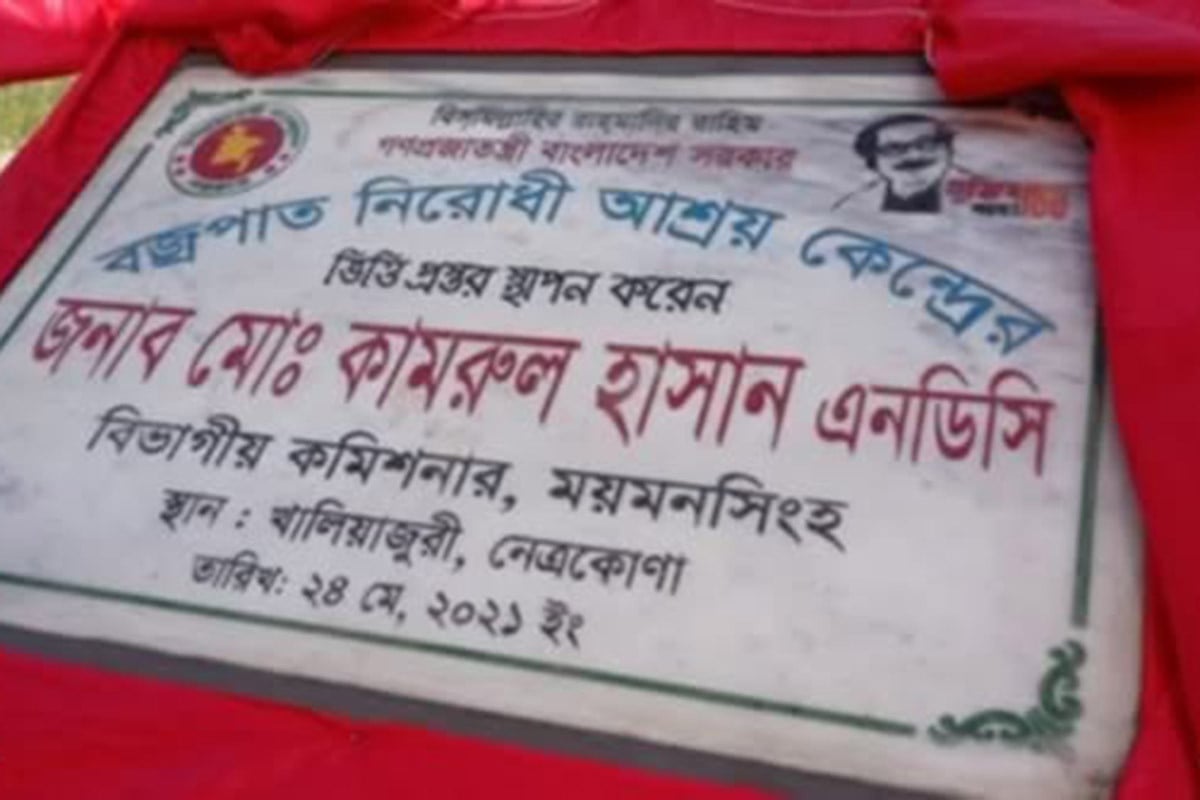 বিসমিল্লাহির রাহমানির রাহিম
গণপ্রজাতন্ত্রী বাংলাদেশ সরকার
বজ্রপাত নিরোধী আশ্রয় কেন্দ্রের
ভিত্তি প্রস্তর স্থাপন করেন
জনাব মোঃ কামরুল হাসান এনডিসি
বিভাগীয় কমিশনার, ময়মনসিংহ
স্থান : খালিয়াজুরী, নেত্রকোণা
তারিখ: ২৪ মে, ২০২১ ইং